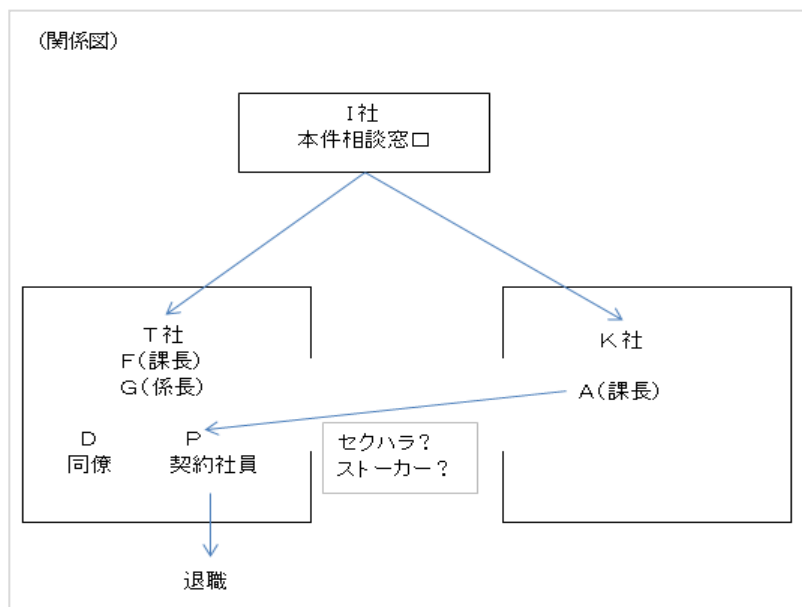 (関係図)
I社
本件相談窓口
T社
F(課長)
G(係長)
K社
A(課長)
D
同僚
P
契約社員
セクハラ?
ストーカー?
退職